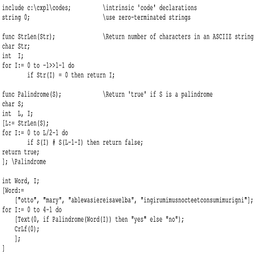 include c:\cxpl\codes;          \intrinsic 'code' declarations
string 0;                       \use zero-terminated strings

func StrLen(Str);               \Return number of characters in an ASCIII string
char Str;
int  I;
for I:= 0 to -1>>1-1 do
        if Str(I) = 0 then return I;

func Palindrome(S);             \Return 'true' if S is a palindrome
char S;
int  L, I;
[L:= StrLen(S);
for I:= 0 to L/2-1 do
        if S(I) # S(L-1-I) then return false;
return true;
]; \Palindrome

int Word, I;
[Word:=
    ["otto", "mary", "ablewasiereisawelba", "ingirumimusnocteetconsumimurigni"];
for I:= 0 to 4-1 do
    [Text(0, if Palindrome(Word(I)) then "yes" else "no");
    CrLf(0);
    ];
]